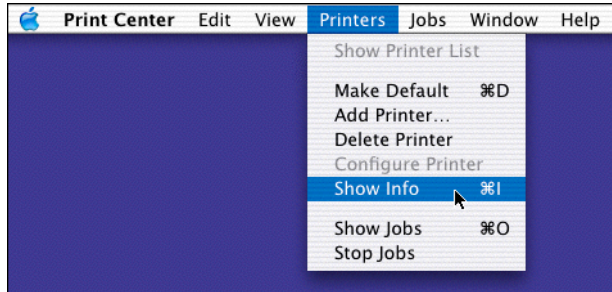 Print Center Edit View Printers Jobs Window Help
Show Printer List
Make Default ⌘D
Add Printer...
Delete Printer
Configure Printer
Show Info ⌘I
Show Jobs ⌘O
Stop Jobs